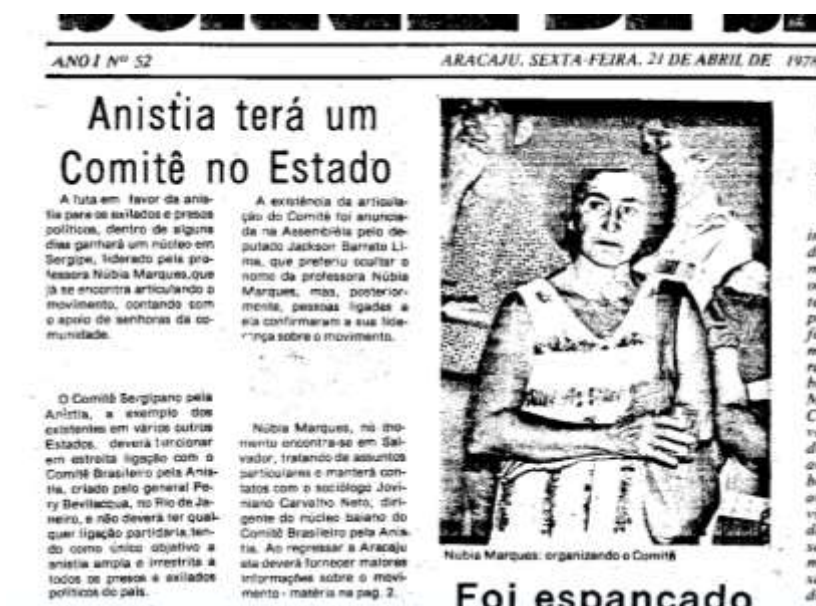 ANO I Nº 52
ARACAJU, SEXTA-FEIRA, 21 DE ABRIL DE 1978
Anistia terá um
Comitê no Estado
A luta em favor da anis-
tia para os exilados e presos
políticos, dentro de alguns
dias ganhará um núcleo em
Sergipe, liderado pela pro-
fessora Núbia Marques, que
já se encontra articulando o
movimento, contando com
o apoio de senhoras da co-
munidade.
O Comitê Sergipano pela
Anistia, a exemplo dos
existentes em vários outros
Estados, deverá funcionar
em estreita ligação com o
Comitê Brasileiro pela Anis-
tia, criado pelo general Pe-
ry Bevilacqua, no Rio de Ja-
neiro, e não deverá ter qual-
quer ligação partidária, ten-
do como único objetivo a
anistia ampla e irrestrita à
todos os presos e exilados
políticos do país.
A existência da articula-
ção do Comitê foi anuncia-
da na Assembléia pelo de-
putado Jackson Barreto Li-
ma, que preferiu ocultar o
nome da professora Núbia
Marques, mas, posterior-
mente, pessoas ligadas a
ela confirmaram a sua lide-
rança sobre o movimento.
Núbia Marques, no mo-
mento encontra-se em Sal-
vador, tratando de assuntos
particulares e manterá con-
tatos com o sociólogo Jovi-
niano Carvalho Neto, diri-
gente do núcleo baiano do
Comitê Brasileiro pela Anis-
tia. Ao regressar a Aracaju
ela deverá fornecer maiores
informações sobre o movi-
mento - matéria na pag. 2.
Nubia Marques: organizando o Comitê
Foi espancado